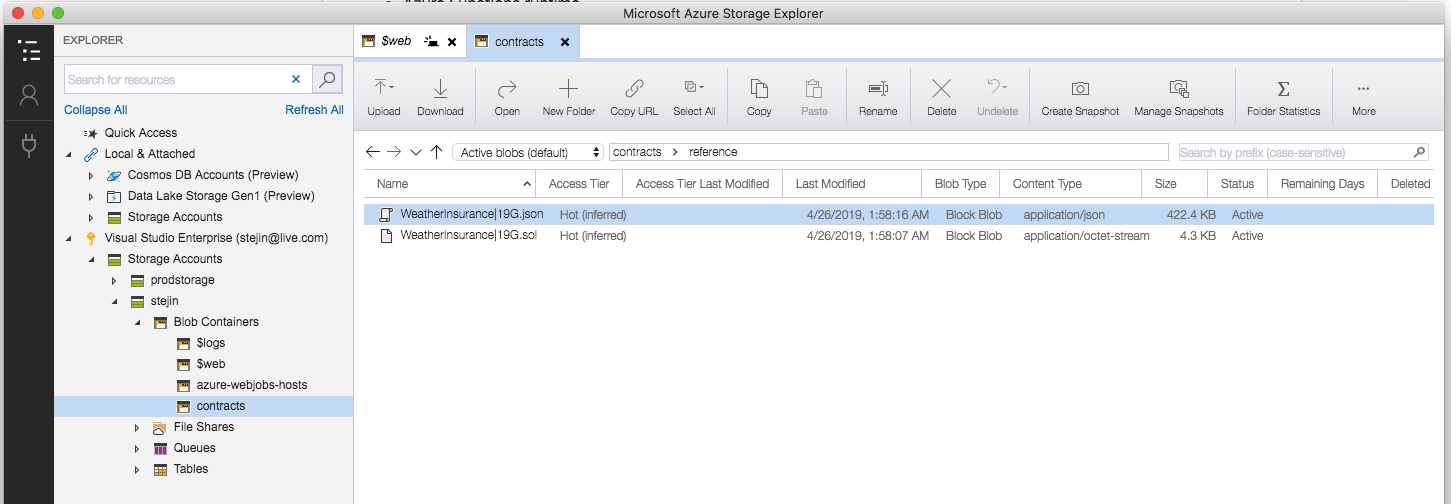 Azure Functions runtime
Microsoft Azure Storage Explorer
EXPLORER
Search for resources
Collapse All Refresh All
Quick Access
Local & Attached
Cosmos DB Accounts (Preview)
Data Lake Storage Gen1 (Preview)
Storage Accounts
Visual Studio Enterprise (stejin@live.com)
Storage Accounts
prodstorage
stejin
Blob Containers
$logs
$web
azure-webjobs-hosts
contracts
File Shares
Queues
Tables
$web contracts
Upload Download Open New Folder Copy URL Select All Copy Paste Rename Delete Undelete Create Snapshot Manage Snapshots Folder Statistics More
Active blobs (default) contracts > reference Search by prefix (case-sensitive)
Name Access Tier Access Tier Last Modified Last Modified Blob Type Content Type Size Status Remaining Days Deleted
WeatherInsurance|19G.json Hot (inferred) 4/26/2019, 1:58:16 AM Block Blob application/json 422.4 KB Active
WeatherInsurance|19G.sol Hot (inferred) 4/26/2019, 1:58:07 AM Block Blob application/octet-stream 4.3 KB Active